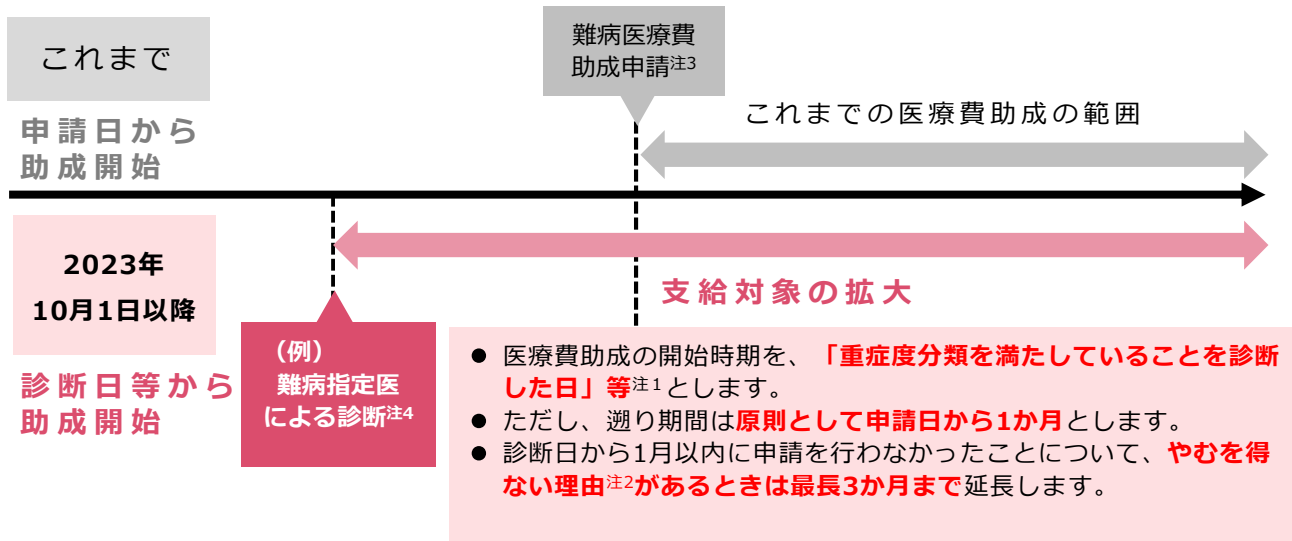 これまで
申請日から
助成開始
難病医療費
助成申請注3
これまでの医療費助成の範囲
2023年
10月1日以降
診断日等から
助成開始
支給対象の拡大
（例）
難病指定医
による診断注4
● 医療費助成の開始時期を、「重症度分類を満たしていることを診断
した日」等注1とします。
● ただし、遡り期間は原則として申請日から1か月とします。
● 診断日から1月以内に申請を行わなかったことについて、やむを得
ない理由注2があるときは最長3か月まで延長します。